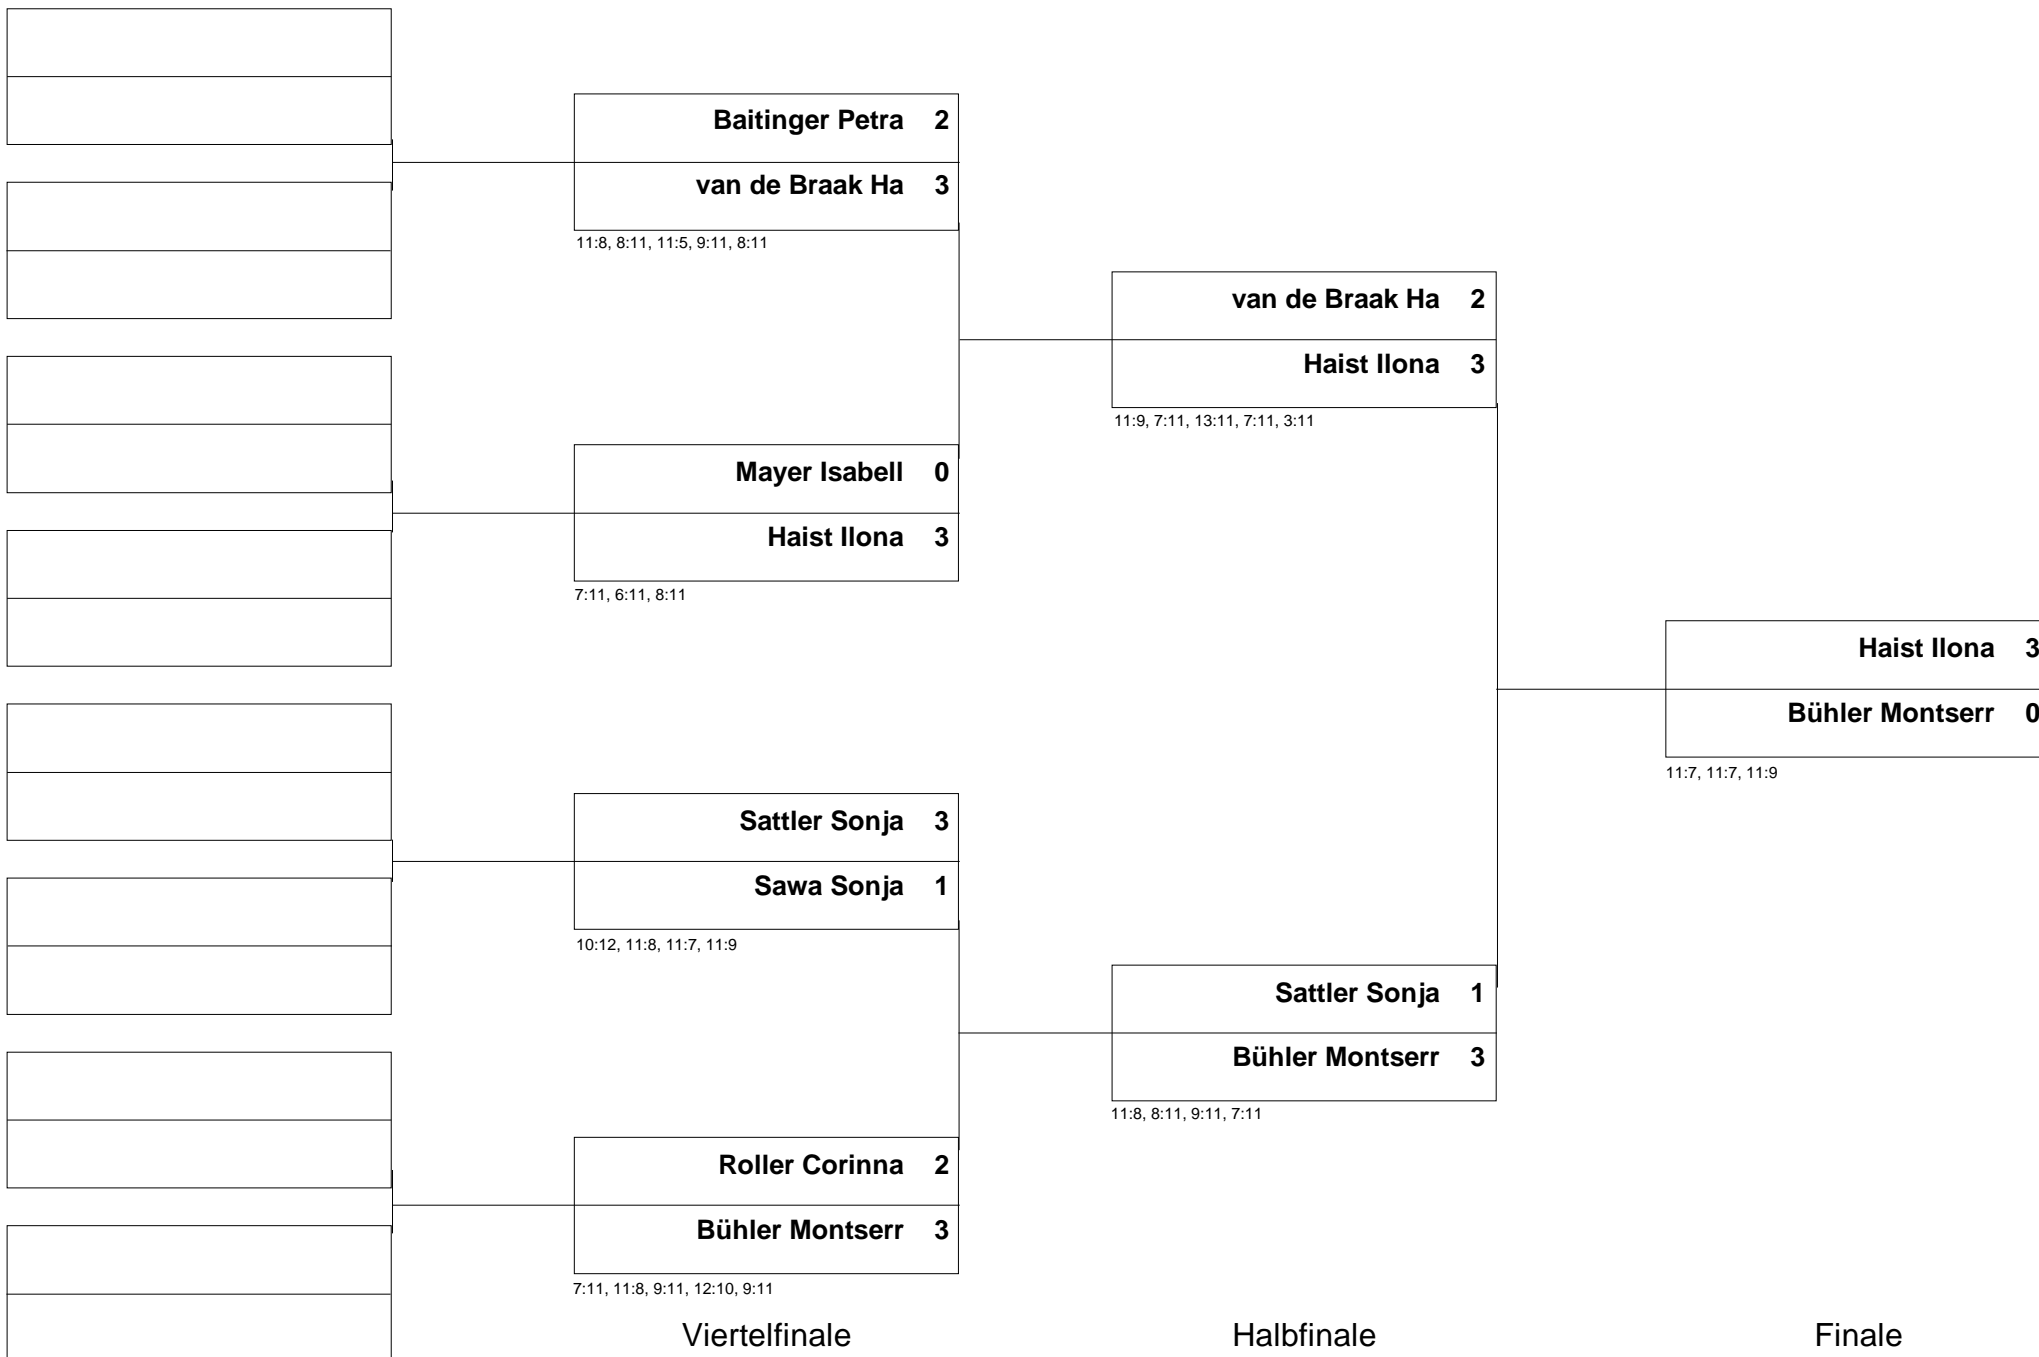 Baitinger Petra 2
van de Braak Ha 3
11:8, 8:11, 11:5, 9:11, 8:11
Mayer Isabell 0
Haist Ilona 3
7:11, 6:11, 8:11
Sattler Sonja 3
Sawa Sonja 1
10:12, 11:8, 11:7, 11:9
Roller Corinna 2
Bühler Montserr 3
7:11, 11:8, 9:11, 12:10, 9:11
Viertelfinale
van de Braak Ha 2
Haist Ilona 3
11:9, 7:11, 13:11, 7:11, 3:11
Sattler Sonja 1
Bühler Montserr 3
11:8, 8:11, 9:11, 7:11
Halbfinale
Haist Ilona 3
Bühler Montserr 0
11:7, 11:7, 11:9
Finale